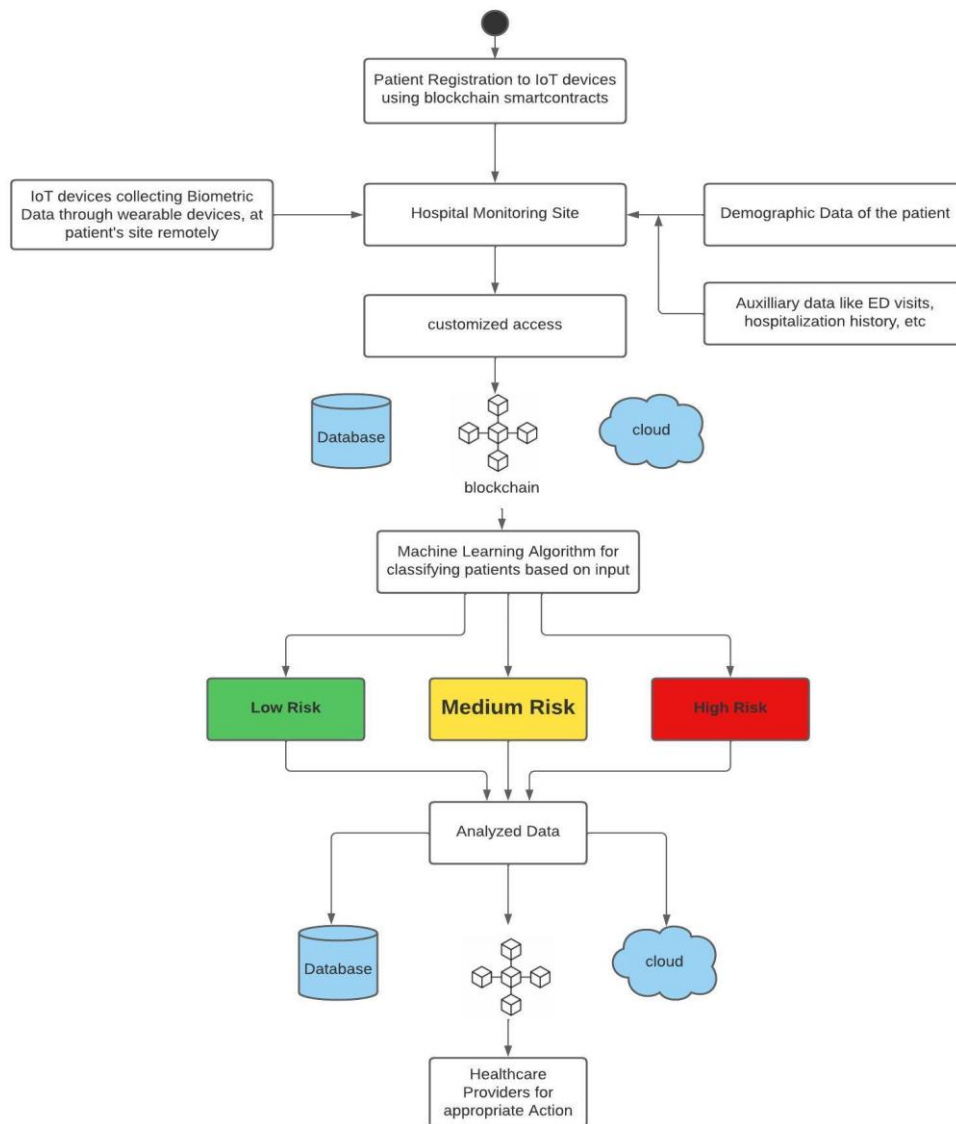 Patient Registration to IoT devices
using blockchain smartcontracts
IoT devices collecting Biometric
Data through wearable devices, at
patient's site remotely
Hospital Monitoring Site
Demographic Data of the patient
Auxilliary data like ED visits,
hospitalization history, etc
customized access
Database
blockchain
cloud
Machine Learning Algorithm for
classifying patients based on input
Low Risk
Medium Risk
High Risk
Analyzed Data
Database
cloud
Healthcare
Providers for
appropriate Action